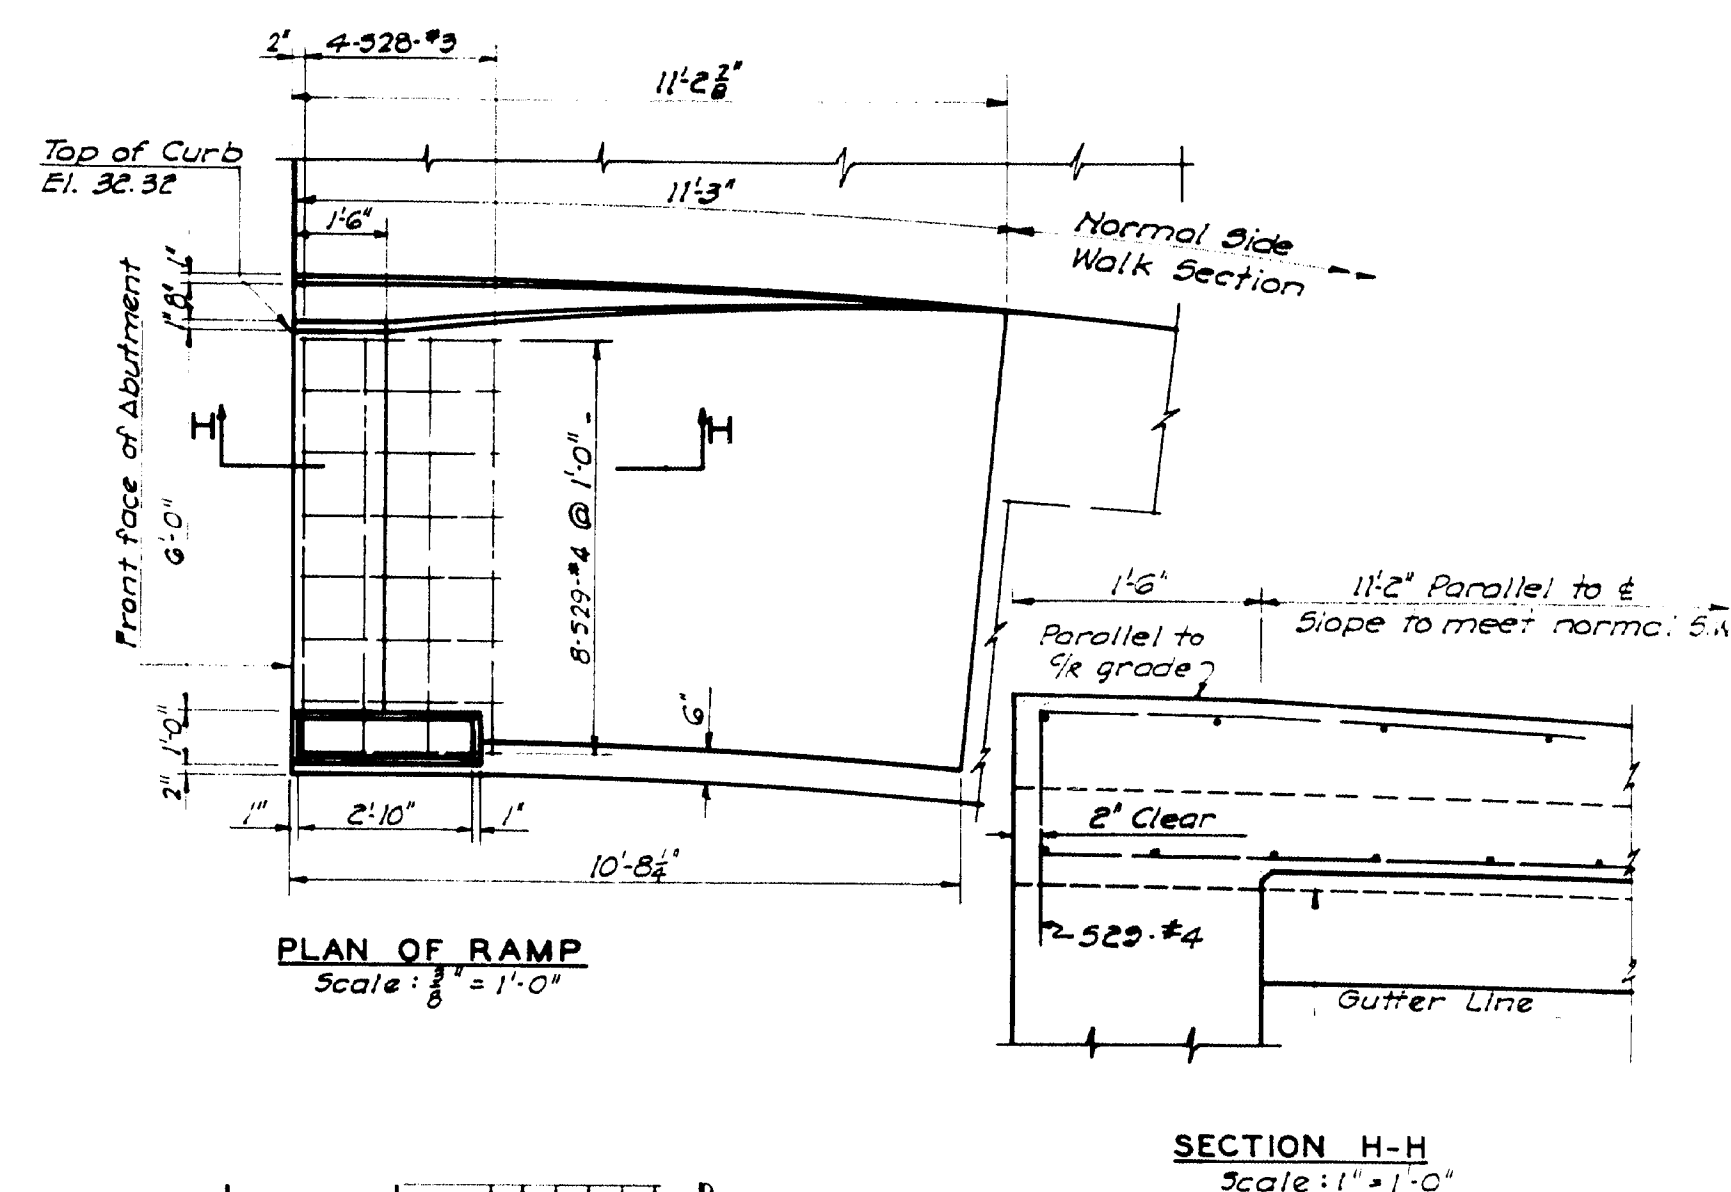 2" 4-528-#3
11'-2 7/8"
Top of Curb
El. 32.32
11'-3"
1'-6"
Normal Side
Walk Section
1"
8"
1"
Front face of Abutment
6'-0"
H H
8-529-#4 @ 1'-0"
6"
1'-0"
2"
1" 2'-10" 1"
10'-8 1/4"
PLAN OF RAMP
Scale: 3/8" = 1'-0"
1'-6" 11'-2" Parallel to ℄
Slope to meet normal S.W
Parallel to
C/R grade
2" Clear
529-#4
Gutter Line
SECTION H-H
Scale: 1" = 1'-0"